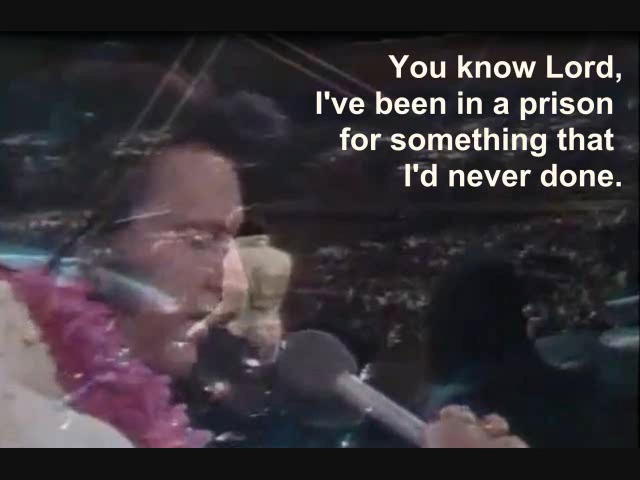 You know Lord,
I've been in a prison
for something that
I'd never done.